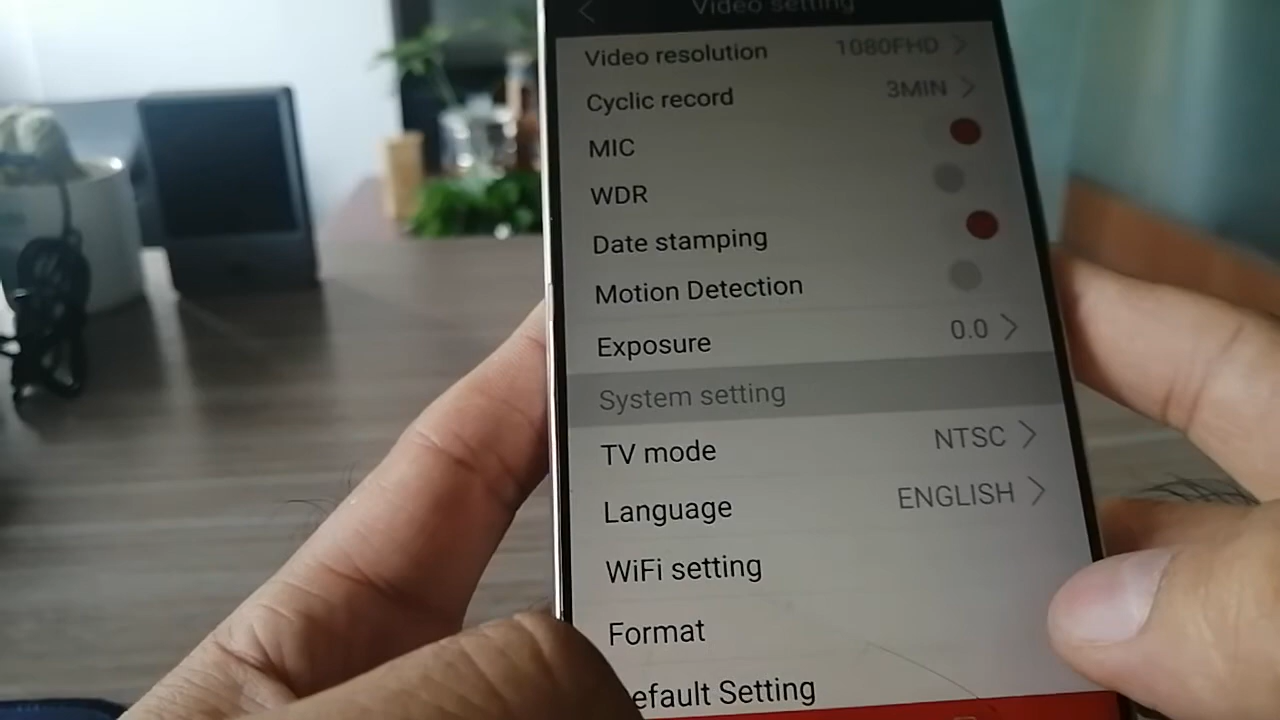 Video setting
Video resolution 1080FHD
Cyclic record 3MIN
MIC
WDR
Date stamping
Motion Detection
Exposure 0.0
System setting
TV mode NTSC
Language ENGLISH
WiFi setting
Format
efault Setting